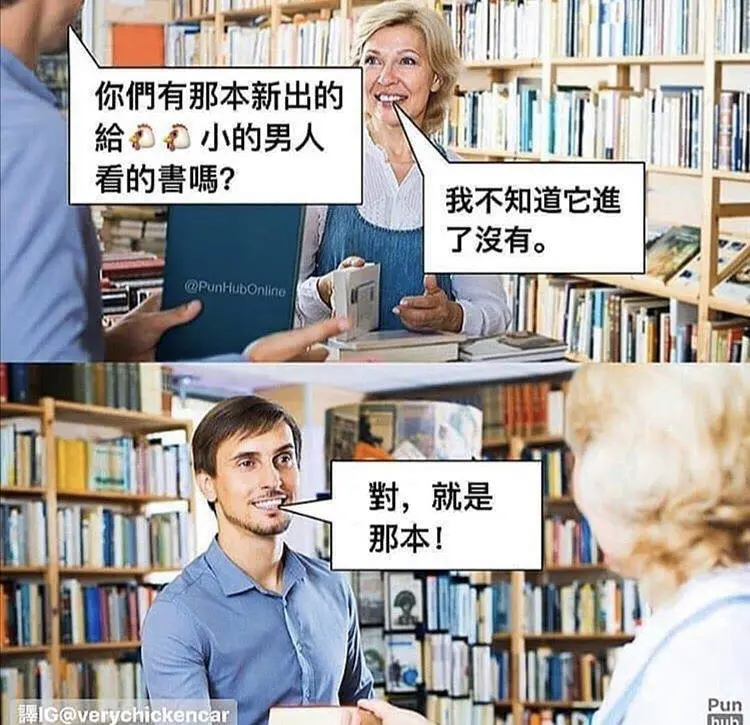 你們有那本新出的
給🐔🐔小的男人
看的書嗎?
我不知道它進
了沒有。
@PunHubOnline
對，就是
那本!
譯IG@verychickencar
Pun
hub